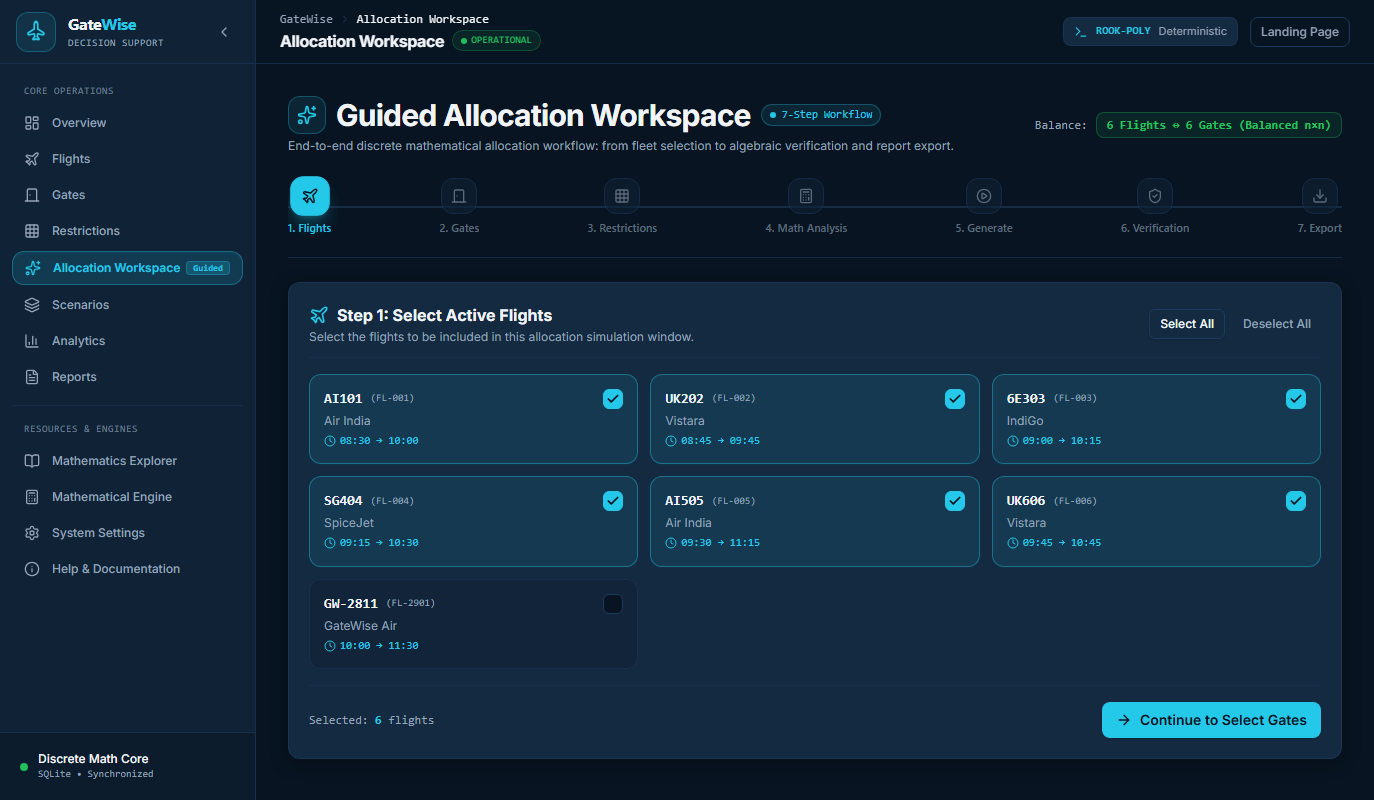 GateWise
DECISION SUPPORT
CORE OPERATIONS
Overview
Flights
Gates
Restrictions
Allocation Workspace Guided
Scenarios
Analytics
Reports
RESOURCES & ENGINES
Mathematics Explorer
Mathematical Engine
System Settings
Help & Documentation
Discrete Math Core
SQLite • Synchronized
GateWise > Allocation Workspace
Allocation Workspace OPERATIONAL
ROOK-POLY Deterministic
Landing Page
Guided Allocation Workspace 7-Step Workflow
End-to-end discrete mathematical allocation workflow: from fleet selection to algebraic verification and report export.
Balance: 6 Flights ↔ 6 Gates (Balanced n×n)
1. Flights
2. Gates
3. Restrictions
4. Math Analysis
5. Generate
6. Verification
7. Export
Step 1: Select Active Flights
Select the flights to be included in this allocation simulation window.
Select All
Deselect All
AI101 (FL-001)
Air India
08:30 → 10:00
UK202 (FL-002)
Vistara
08:45 → 09:45
6E303 (FL-003)
IndiGo
09:00 → 10:15
SG404 (FL-004)
SpiceJet
09:15 → 10:30
AI505 (FL-005)
Air India
09:30 → 11:15
UK606 (FL-006)
Vistara
09:45 → 10:45
GW-2811 (FL-2901)
GateWise Air
10:00 → 11:30
Selected: 6 flights
→ Continue to Select Gates